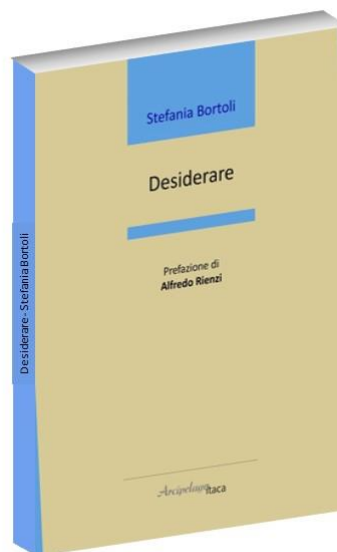 Stefania Bortoli
Desiderare
Prefazione di
Alfredo Rienzi
Arcipelago itaca
Desiderare - Stefania Bortoli